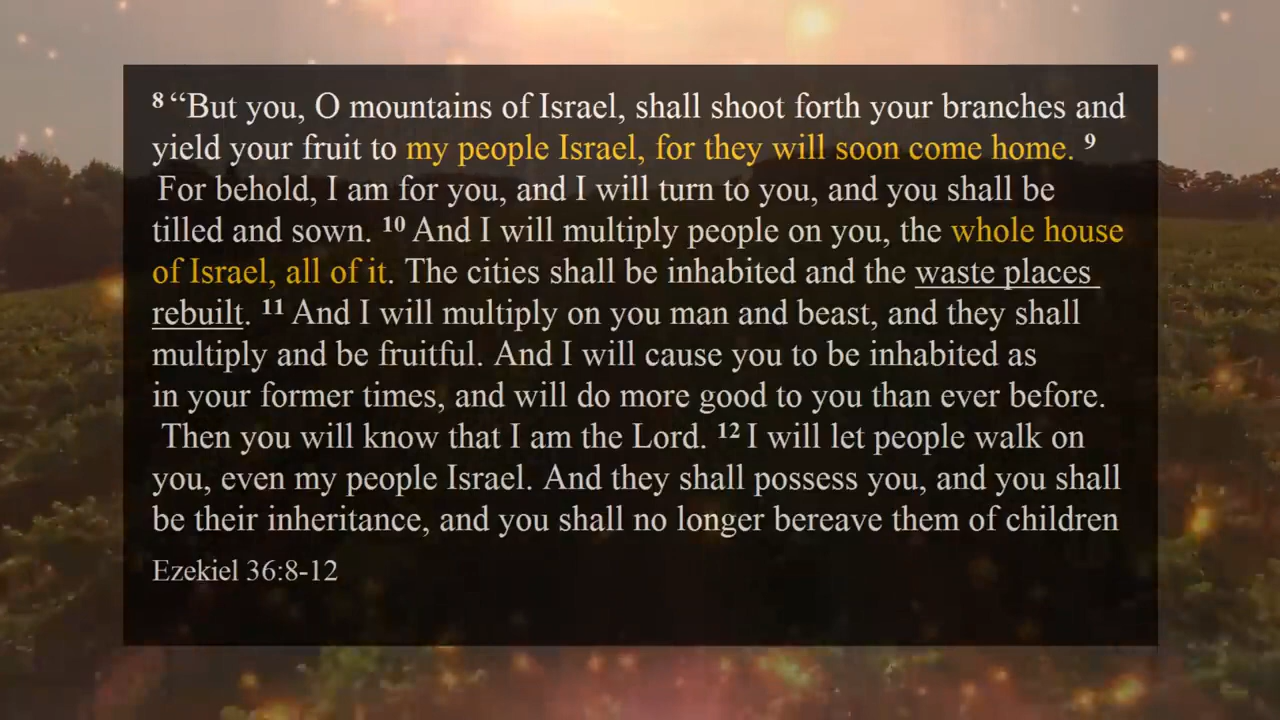 8 “But you, O mountains of Israel, shall shoot forth your branches and
yield your fruit to my people Israel, for they will soon come home. 9
For behold, I am for you, and I will turn to you, and you shall be
tilled and sown. 10 And I will multiply people on you, the whole house
of Israel, all of it. The cities shall be inhabited and the waste places
rebuilt. 11 And I will multiply on you man and beast, and they shall
multiply and be fruitful. And I will cause you to be inhabited as
in your former times, and will do more good to you than ever before.
Then you will know that I am the Lord. 12 I will let people walk on
you, even my people Israel. And they shall possess you, and you shall
be their inheritance, and you shall no longer bereave them of children
Ezekiel 36:8-12